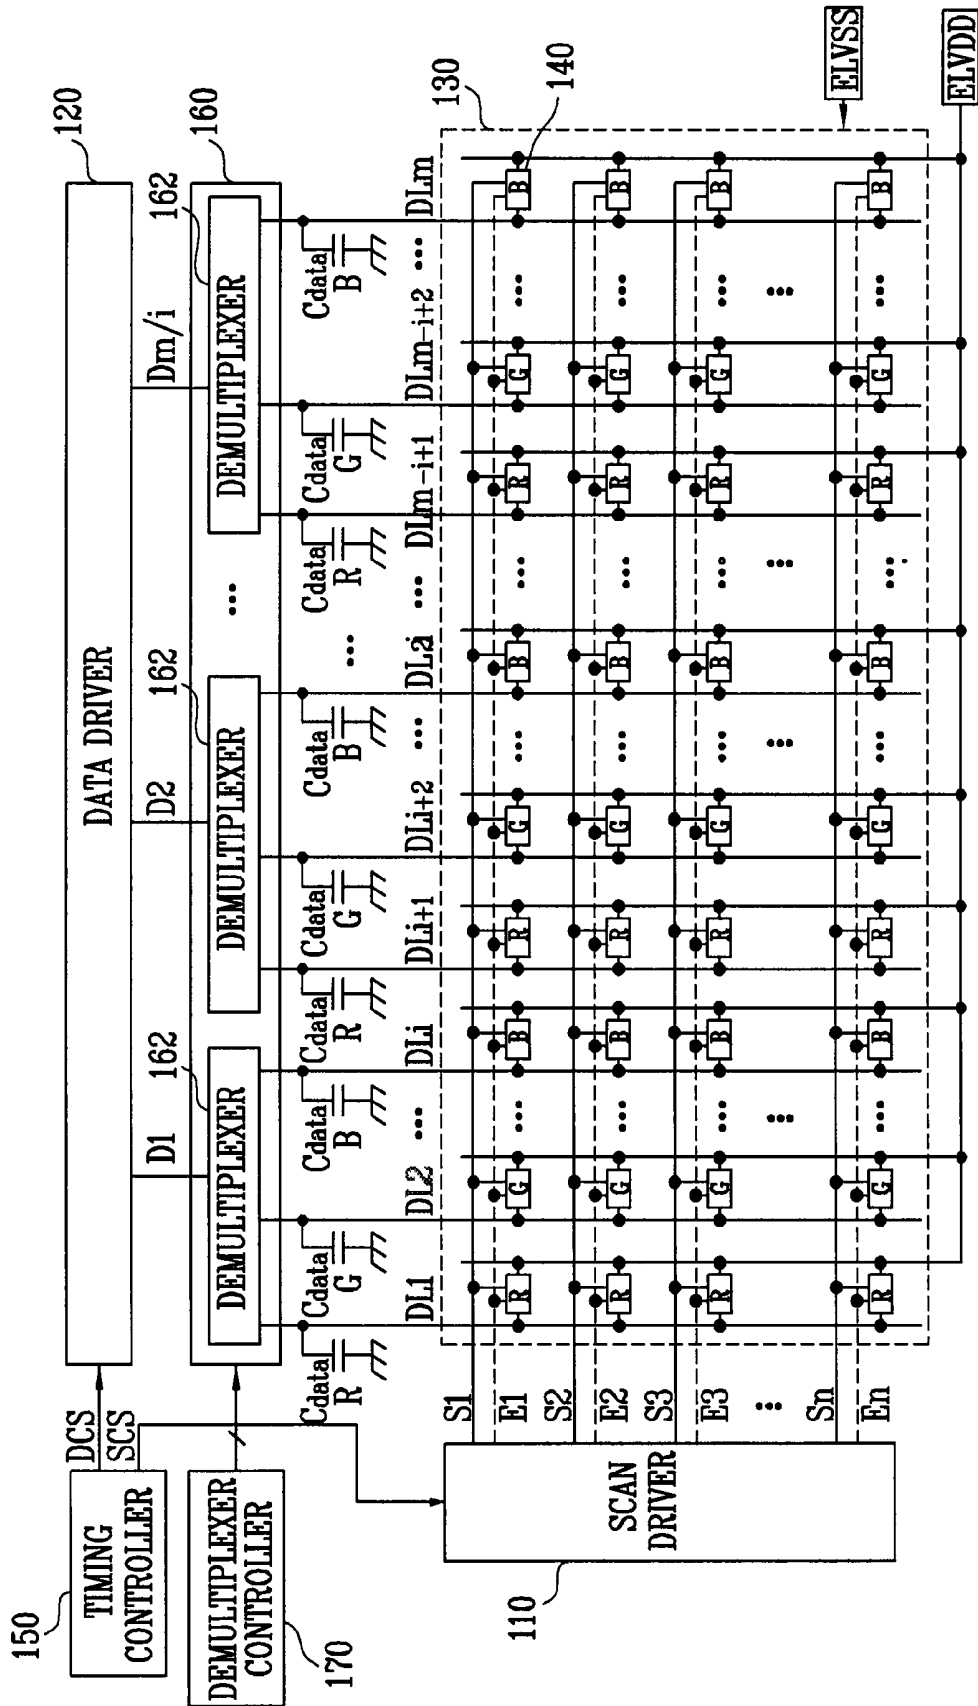 120
DATA DRIVER
D1
D2
Dm/i
DCS
SCS
150
TIMING
CONTROLLER
160
162
DEMULTIPLEXER
162
DEMULTIPLEXER
•••
162
DEMULTIPLEXER
DEMULTIPLEXER
CONTROLLER
170
Cdata
R
Cdata
G
Cdata
B
Cdata
R
Cdata
G
Cdata
B
•••
Cdata
R
Cdata
G
Cdata
B
DL1
DL2
•••
DLi
DLi+1
DLi+2
•••
DL2i
•••
DLm-i+1
DLm-i+2
•••
DLm
130
140
SCAN
DRIVER
110
S1
R G ••• B R G ••• B ••• R G ••• B
E1
S2
R G ••• B R G ••• B ••• R G ••• B
E2
S3
R G ••• B R G ••• B ••• R G ••• B
E3
••• ••• ••• ••• •••
Sn
R G ••• B R G ••• B ••• R G ••• B
En
ELVSS
ELVDD